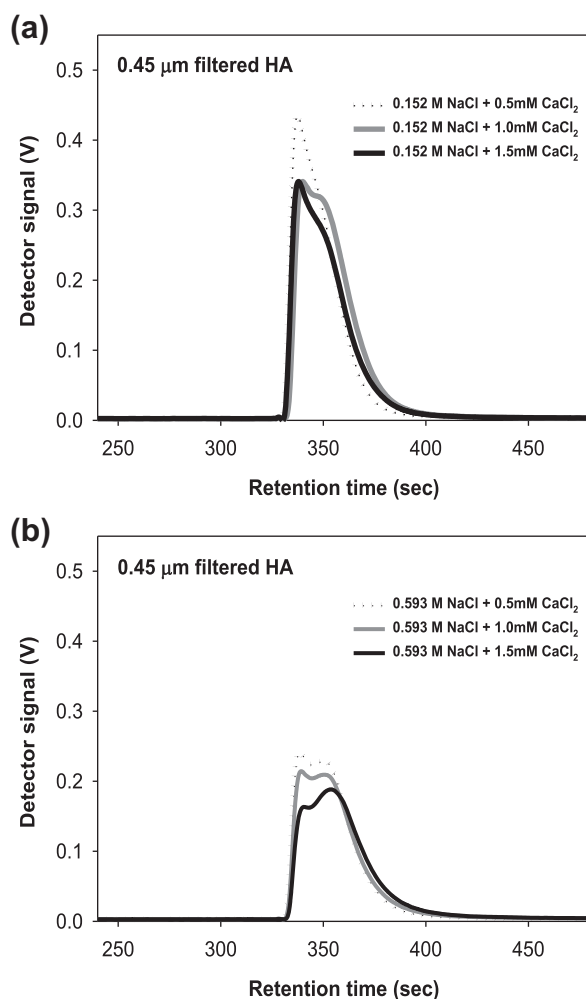 (a)
0.45 μm filtered HA
0.152 M NaCl + 0.5mM CaCl₂
0.152 M NaCl + 1.0mM CaCl₂
0.152 M NaCl + 1.5mM CaCl₂
Detector signal (V)
0.5
0.4
0.3
0.2
0.1
0.0
250 300 350 400 450
Retention time (sec)
(b)
0.45 μm filtered HA
0.593 M NaCl + 0.5mM CaCl₂
0.593 M NaCl + 1.0mM CaCl₂
0.593 M NaCl + 1.5mM CaCl₂
Detector signal (V)
0.5
0.4
0.3
0.2
0.1
0.0
250 300 350 400 450
Retention time (sec)